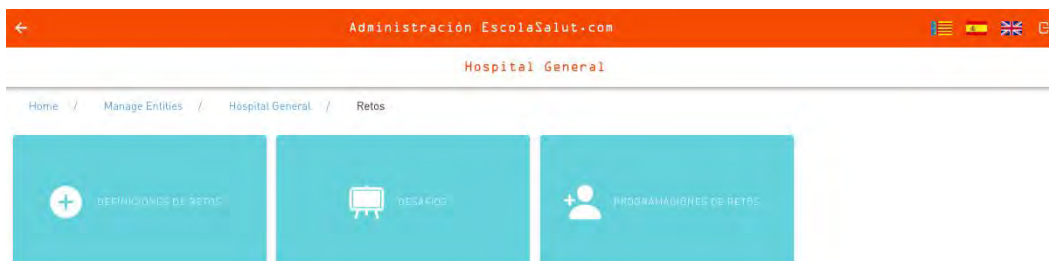 Administración EscolaSalut.com
Hospital General
Home / Manage Entities / Hospital General / Retos
DEFINICIONES DE RETOS
DESAFIOS
PROGRAMACIONES DE RETOS